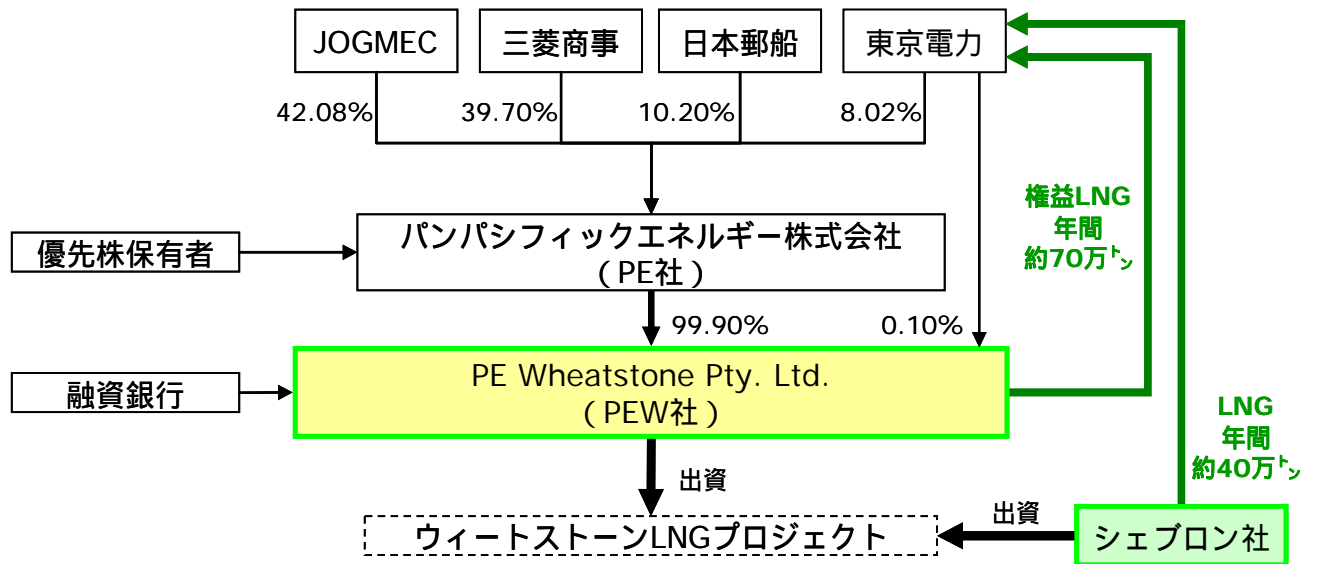 JOGMEC
三菱商事
日本郵船
東京電力
42.08%
39.70%
10.20%
8.02%
権益LNG
年間
約70万㌧
優先株保有者
パンパシフィックエネルギー株式会社
(PE社)
99.90%
0.10%
融資銀行
PE Wheatstone Pty. Ltd.
(PEW社)
LNG
年間
約40万㌧
出資
ウィートストーンLNGプロジェクト
出資
シェブロン社